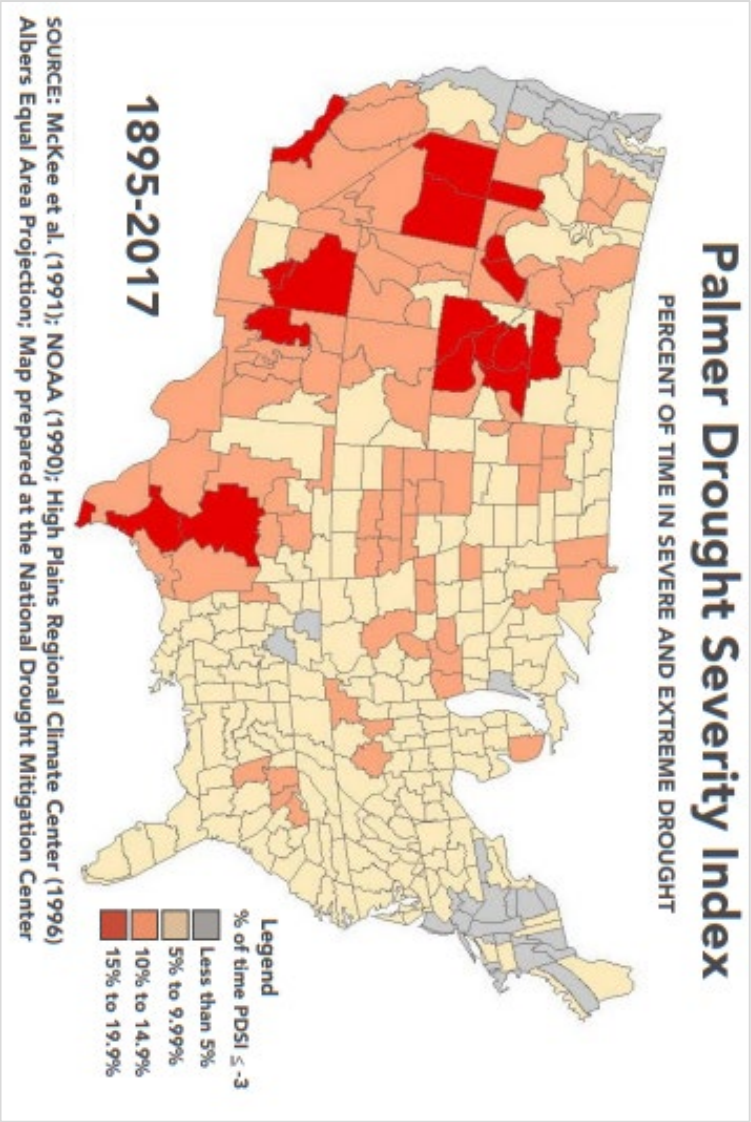 Palmer Drought Severity Index
PERCENT OF TIME IN SEVERE AND EXTREME DROUGHT
1895-2017
Legend
% of time PDSI ≤ -3
Less than 5%
5% to 9.99%
10% to 14.9%
15% to 19.9%
SOURCE: McKee et al. (1991); NOAA (1990); High Plains Regional Climate Center (1996)
Albers Equal Area Projection; Map prepared at the National Drought Mitigation Center